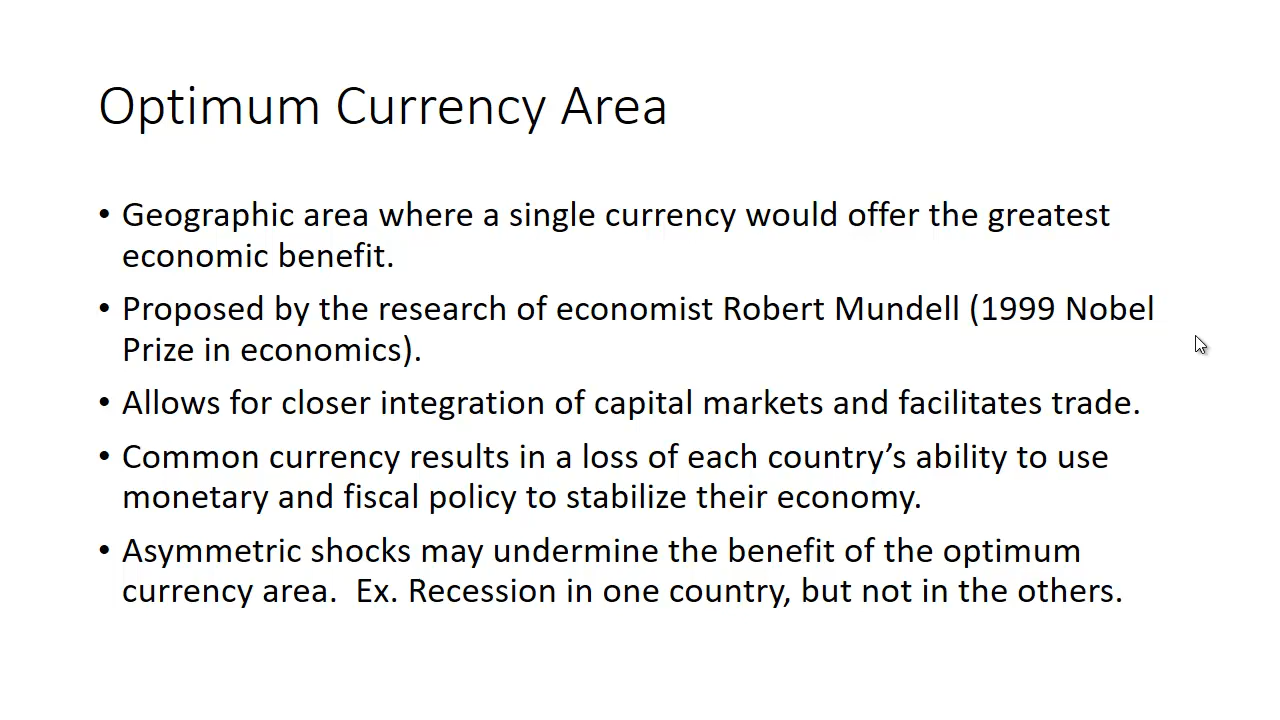 Optimum Currency Area
• Geographic area where a single currency would offer the greatest
economic benefit.
• Proposed by the research of economist Robert Mundell (1999 Nobel
Prize in economics).
• Allows for closer integration of capital markets and facilitates trade.
• Common currency results in a loss of each country’s ability to use
monetary and fiscal policy to stabilize their economy.
• Asymmetric shocks may undermine the benefit of the optimum
currency area.  Ex. Recession in one country, but not in the others.